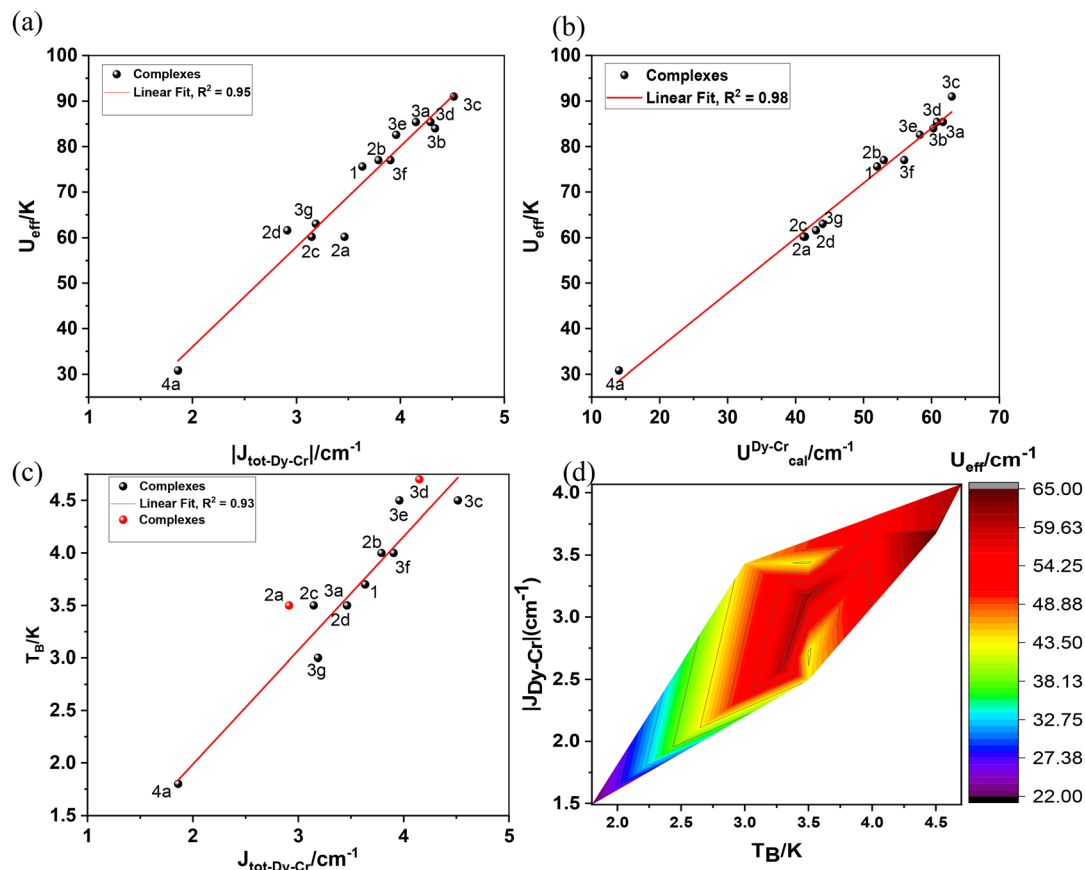 (a)
100
90
80
70
60
50
40
30
U_eff/K
Complexes
Linear Fit, R² = 0.95
3c
3a
3d
3e
3b
2b
3f
1
3g
2d
2c
2a
4a
1
2
3
4
5
|J_tot-Dy-Cr|/cm⁻¹
(b)
100
90
80
70
60
50
40
30
U_eff/K
Complexes
Linear Fit, R² = 0.98
3c
3d
3e
3a
3b
2b
1
3f
2c
3g
2a
2d
4a
10
20
30
40
50
60
70
U^Dy-Cr_cal/cm⁻¹
(c)
4.5
4.0
3.5
3.0
2.5
2.0
1.5
T_B/K
Complexes
Linear Fit, R² = 0.93
Complexes
3d
3e
3c
2b
3f
1
2a
2c
3a
2d
3g
4a
1
2
3
4
5
J_tot-Dy-Cr/cm⁻¹
(d)
4.0
3.5
3.0
2.5
2.0
1.5
|J_Dy-Cr|(cm⁻¹)
2.0
2.5
3.0
3.5
4.0
4.5
T_B/K
U_eff/cm⁻¹
65.00
59.63
54.25
48.88
43.50
38.13
32.75
27.38
22.00